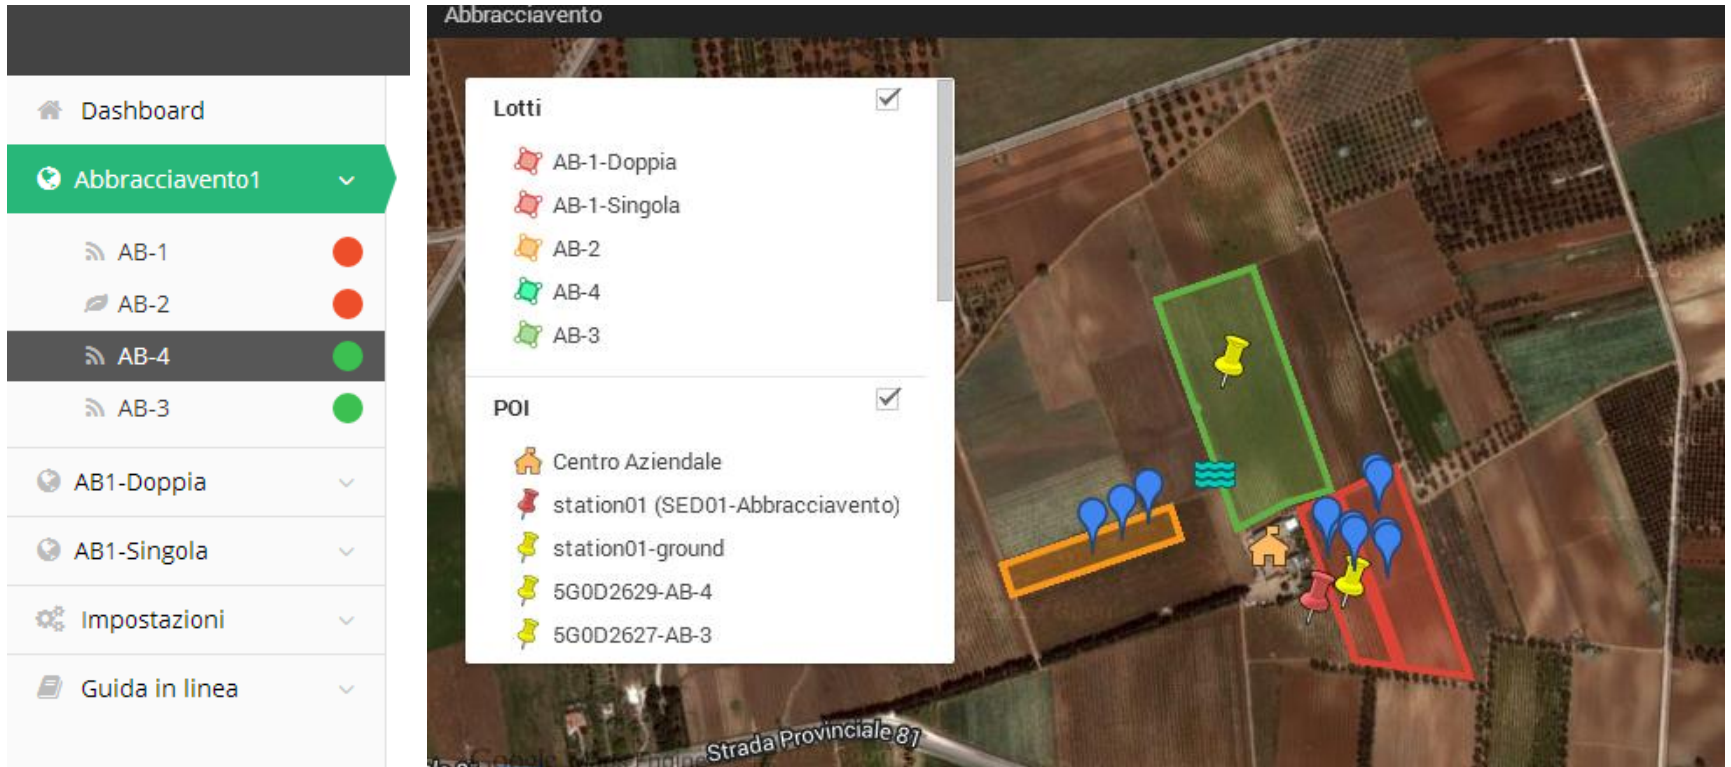 Dashboard
Abbracciavento1
AB-1
AB-2
AB-4
AB-3
AB1-Doppia
AB1-Singola
Impostazioni
Guida in linea
Abbracciavento
Lotti
AB-1-Doppia
AB-1-Singola
AB-2
AB-4
AB-3
POI
Centro Aziendale
station01 (SED01-Abbracciavento)
station01-ground
5G0D2629-AB-4
5G0D2627-AB-3
Strada Provinciale 81